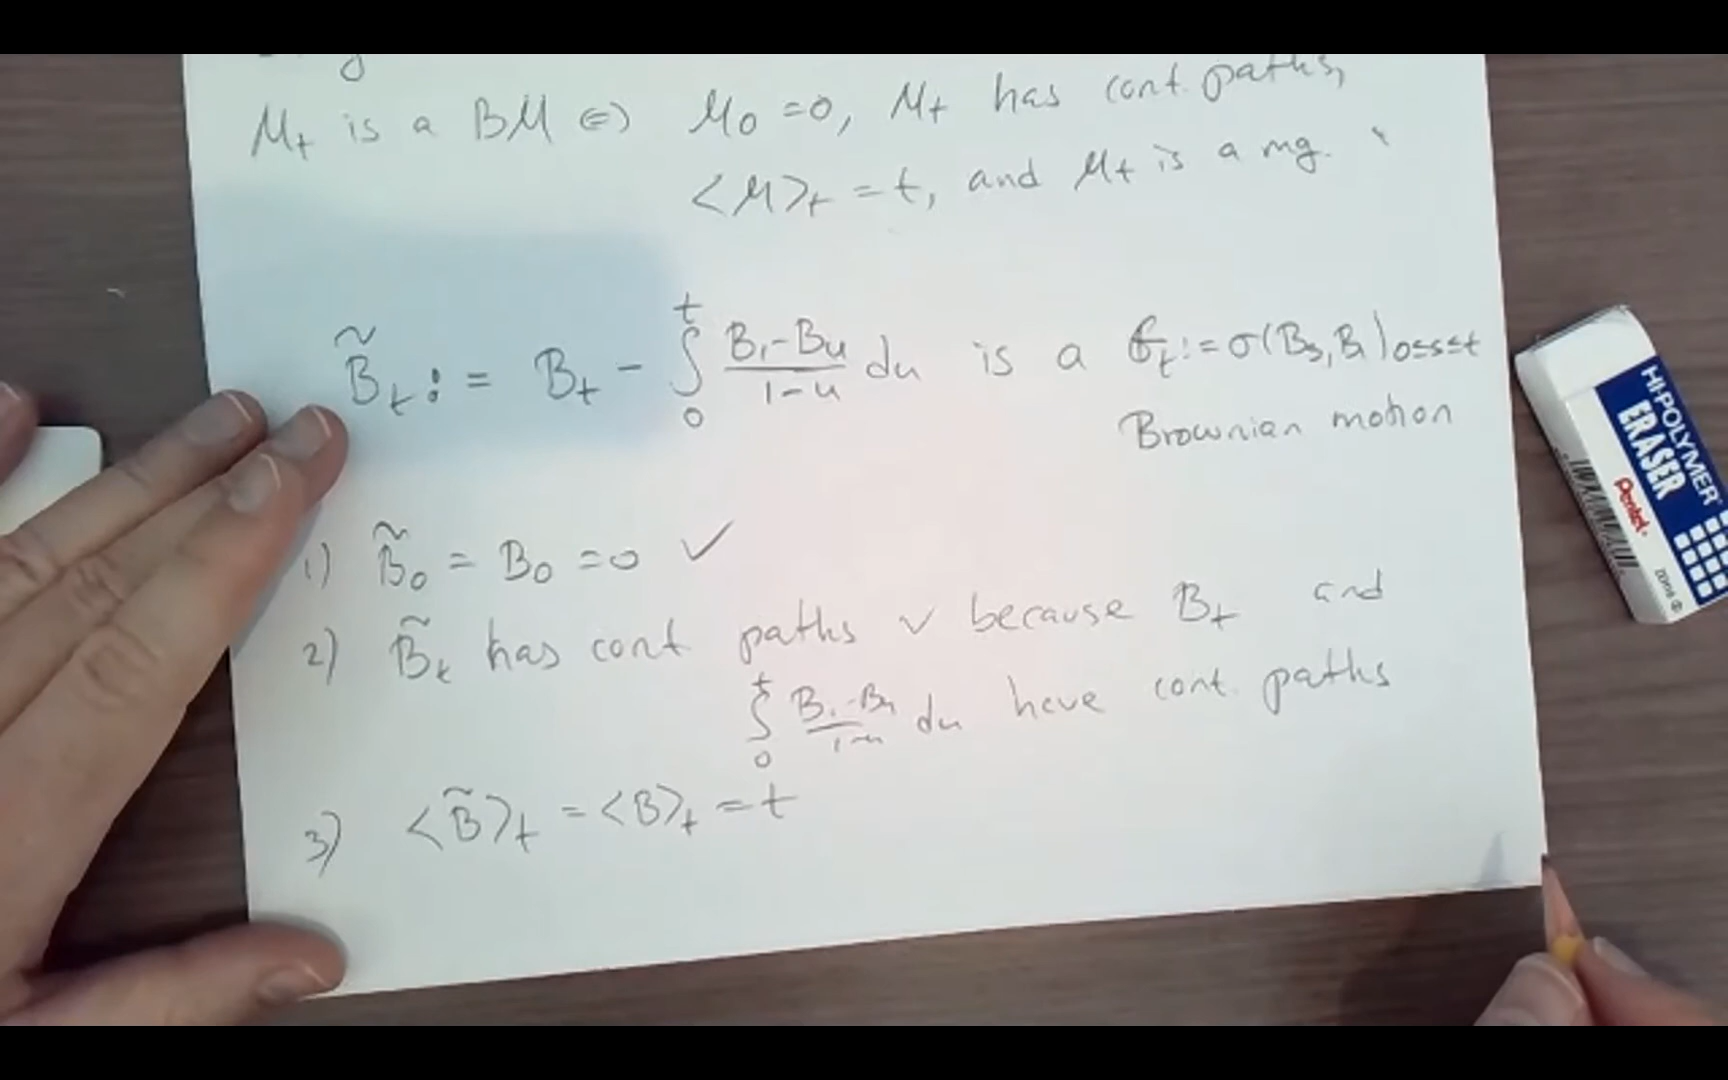 M_t is a BM ⇔ M_0 = 0, M_t has cont. paths,
<M>_t = t, and M_t is a mg.
B̃_t := B_t - ∫_0^t (B_1 - B_u)/(1-u) du is a G_t := σ(B_s, B_1)_{0≤s≤t}
Brownian motion
1) B̃_0 = B_0 = 0 ✓
2) B̃_t has cont paths ✓ because B_t and
∫_0^t (B_1 - B_u)/(1-u) du have cont. paths
3) <B̃>_t = <B>_t = t
HI-POLYMER
ERASER
Pentel